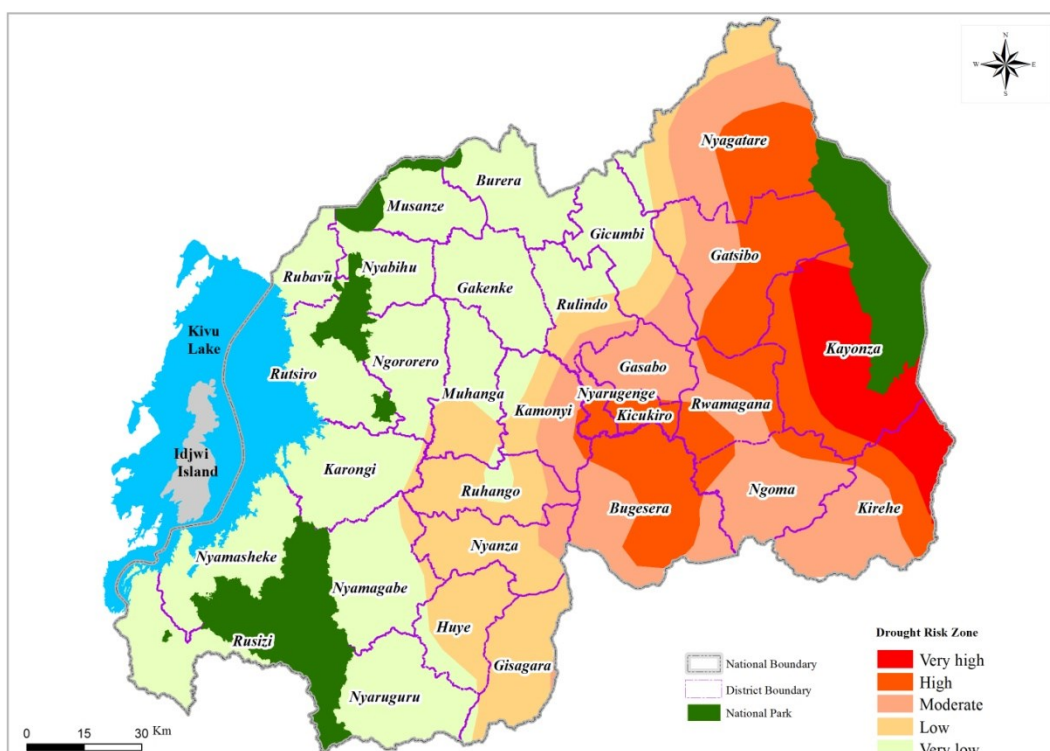 N
W E
S
Nyagatare
Burera
Musanze
Gicumbi
Gatsibo
Nyabihu
Rubavu
Gakenke
Rulindo
Kivu
Lake
Kayonza
Gasabo
Ngororero
Rutsiro
Muhanga
Nyarugenge
Kamonyi
Rwamagana
Kicukiro
Idjwi
Island
Karongi
Ruhango
Ngoma
Bugesera
Kirehe
Nyanza
Nyamasheke
Nyamagabe
Huye
Rusizi
Gisagara
Nyaruguru
Drought Risk Zone
Very high
High
Moderate
Low
Very low
National Boundary
District Boundary
National Park
0 15 30 Km